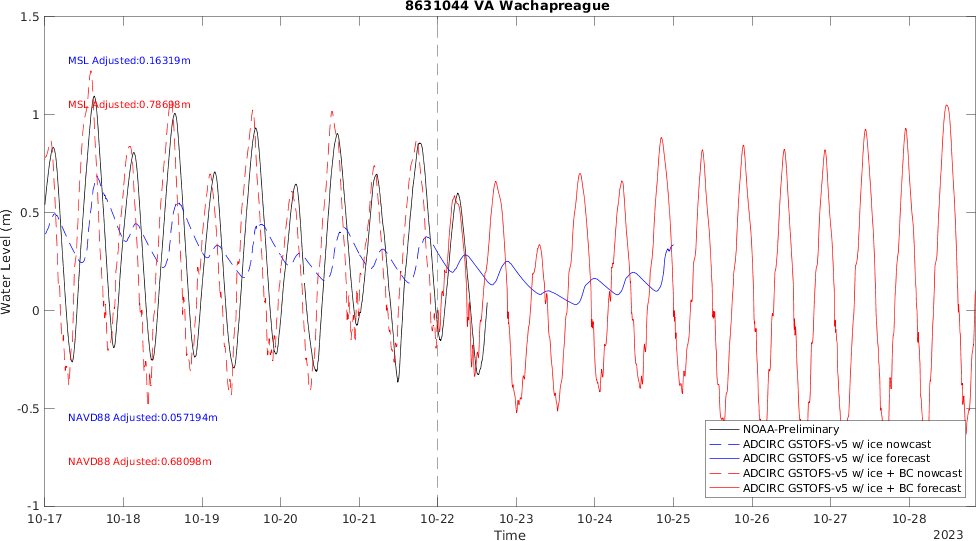 8631044 VA Wachapreague
1.5
MSL Adjusted:0.16319m
MSL Adjusted:0.78698m
1
0.5
Water Level (m)
0
-0.5
NAVD88 Adjusted:0.057194m
NAVD88 Adjusted:0.68098m
-1
NOAA-Preliminary
ADCIRC GSTOFS-v5 w/ ice nowcast
ADCIRC GSTOFS-v5 w/ ice forecast
ADCIRC GSTOFS-v5 w/ ice + BC nowcast
ADCIRC GSTOFS-v5 w/ ice + BC forecast
10-17 10-18 10-19 10-20 10-21 10-22 10-23 10-24 10-25 10-26 10-27 10-28
Time
2023